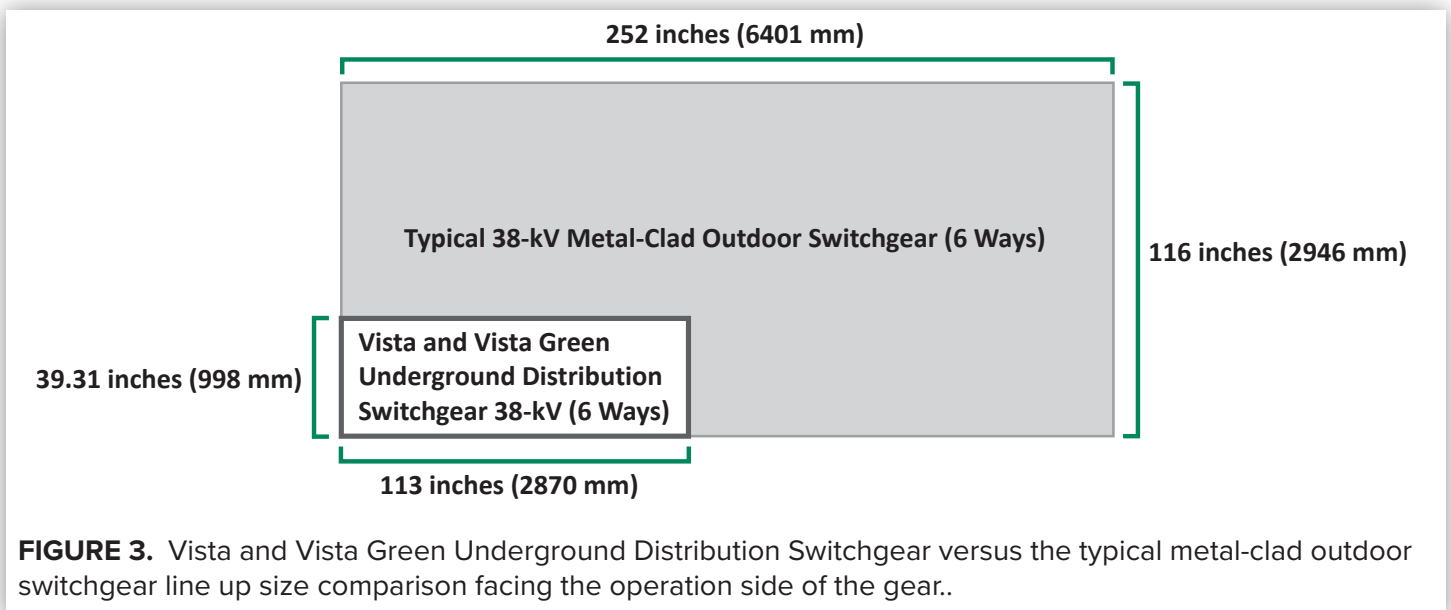 252 inches (6401 mm)
Typical 38-kV Metal-Clad Outdoor Switchgear (6 Ways)
116 inches (2946 mm)
Vista and Vista Green
Underground Distribution
Switchgear 38-kV (6 Ways)
39.31 inches (998 mm)
113 inches (2870 mm)
FIGURE 3. Vista and Vista Green Underground Distribution Switchgear versus the typical metal-clad outdoor
switchgear line up size comparison facing the operation side of the gear..